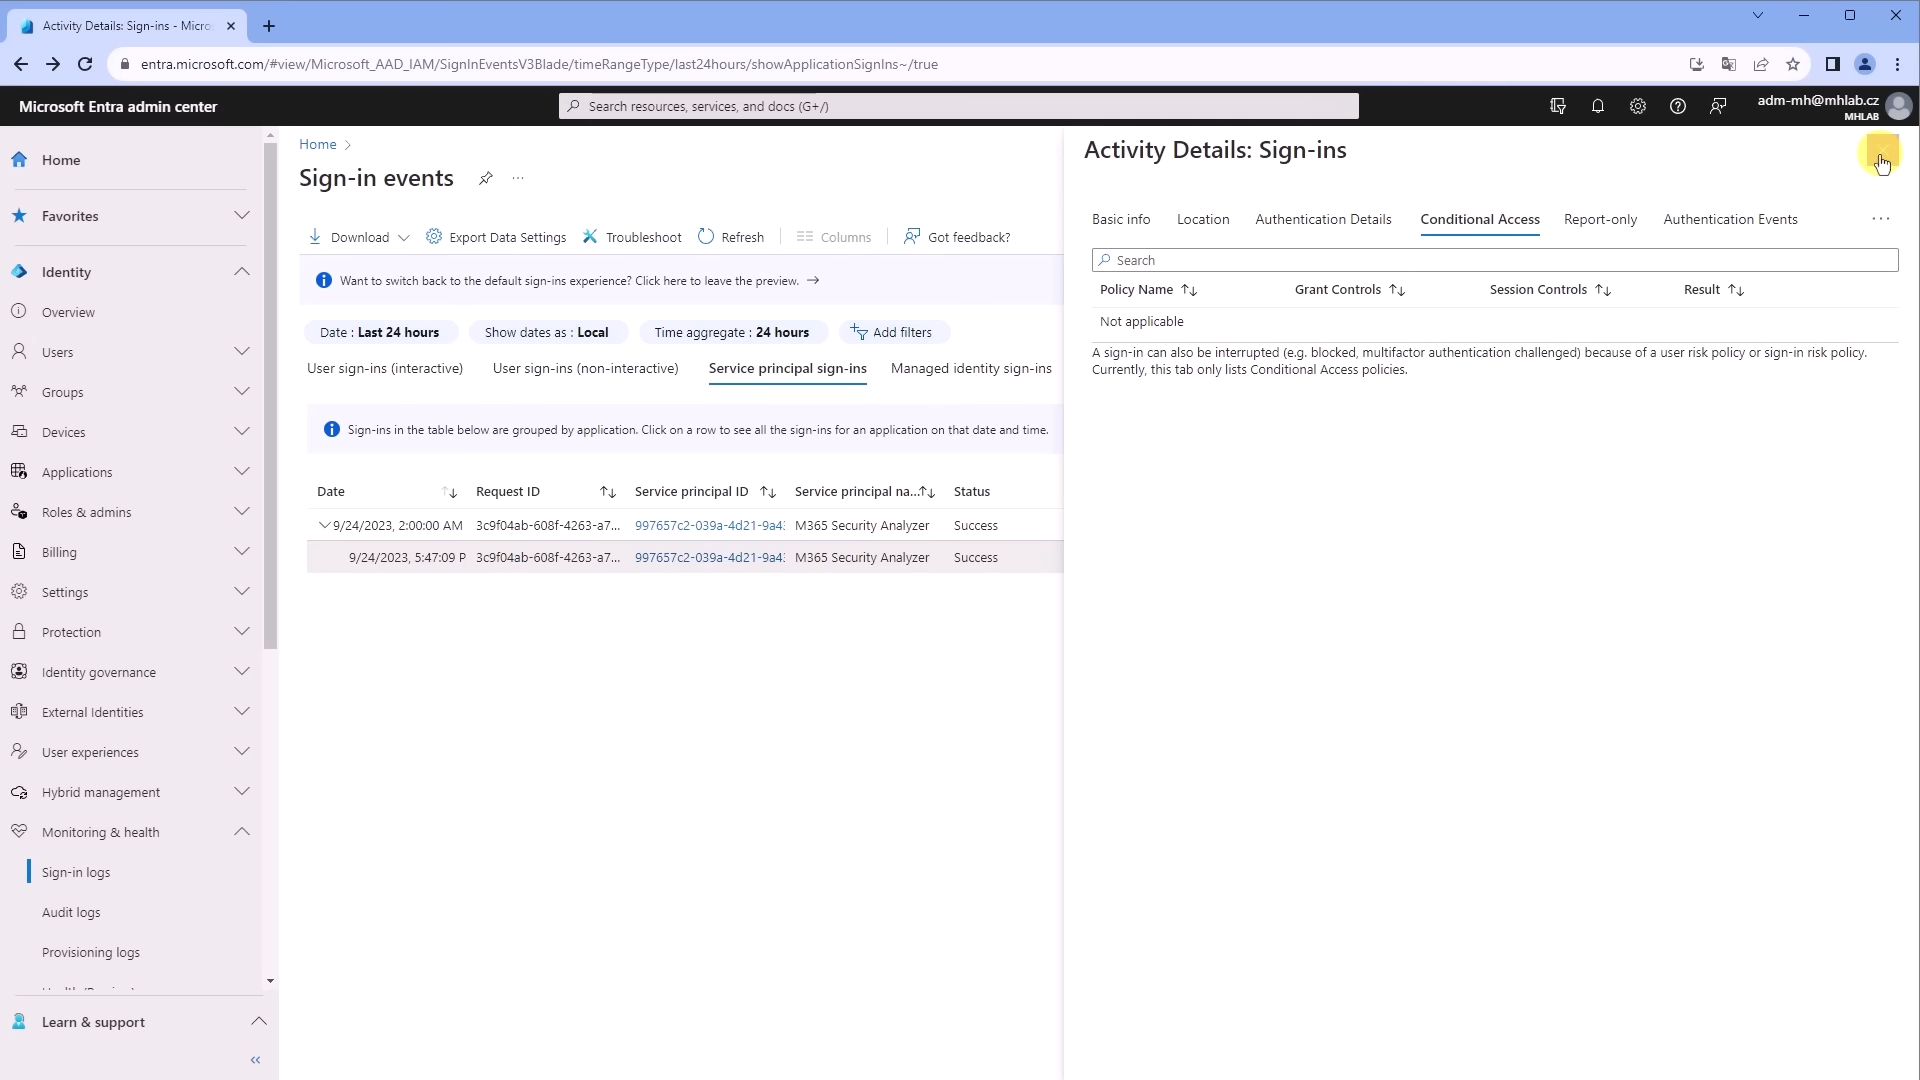 Activity Details: Sign-ins - Micro
entra.microsoft.com/#view/Microsoft_AAD_IAM/SignInEventsV3Blade/timeRangeType/last24hours/showApplicationSignIns~/true
Microsoft Entra admin center
Search resources, services, and docs (G+/)
adm-mh@mhlab.cz
MHLAB
Home
Favorites
Identity
Overview
Users
Groups
Devices
Applications
Roles & admins
Billing
Settings
Protection
Identity governance
External Identities
User experiences
Hybrid management
Monitoring & health
Sign-in logs
Audit logs
Provisioning logs
Learn & support
Home
Sign-in events
Download Export Data Settings Troubleshoot Refresh Columns Got feedback?
Want to switch back to the default sign-ins experience? Click here to leave the preview.
Date : Last 24 hours Show dates as : Local Time aggregate : 24 hours Add filters
User sign-ins (interactive) User sign-ins (non-interactive) Service principal sign-ins Managed identity sign-ins
Sign-ins in the table below are grouped by application. Click on a row to see all the sign-ins for an application on that date and time.
Date Request ID Service principal ID Service principal na... Status
9/24/2023, 2:00:00 AM 3c9f04ab-608f-4263-a7... 997657c2-039a-4d21-9a4 M365 Security Analyzer Success
9/24/2023, 5:47:09 P 3c9f04ab-608f-4263-a7... 997657c2-039a-4d21-9a4 M365 Security Analyzer Success
Activity Details: Sign-ins
Basic info Location Authentication Details Conditional Access Report-only Authentication Events
Search
Policy Name Grant Controls Session Controls Result
Not applicable
A sign-in can also be interrupted (e.g. blocked, multifactor authentication challenged) because of a user risk policy or sign-in risk policy.
Currently, this tab only lists Conditional Access policies.